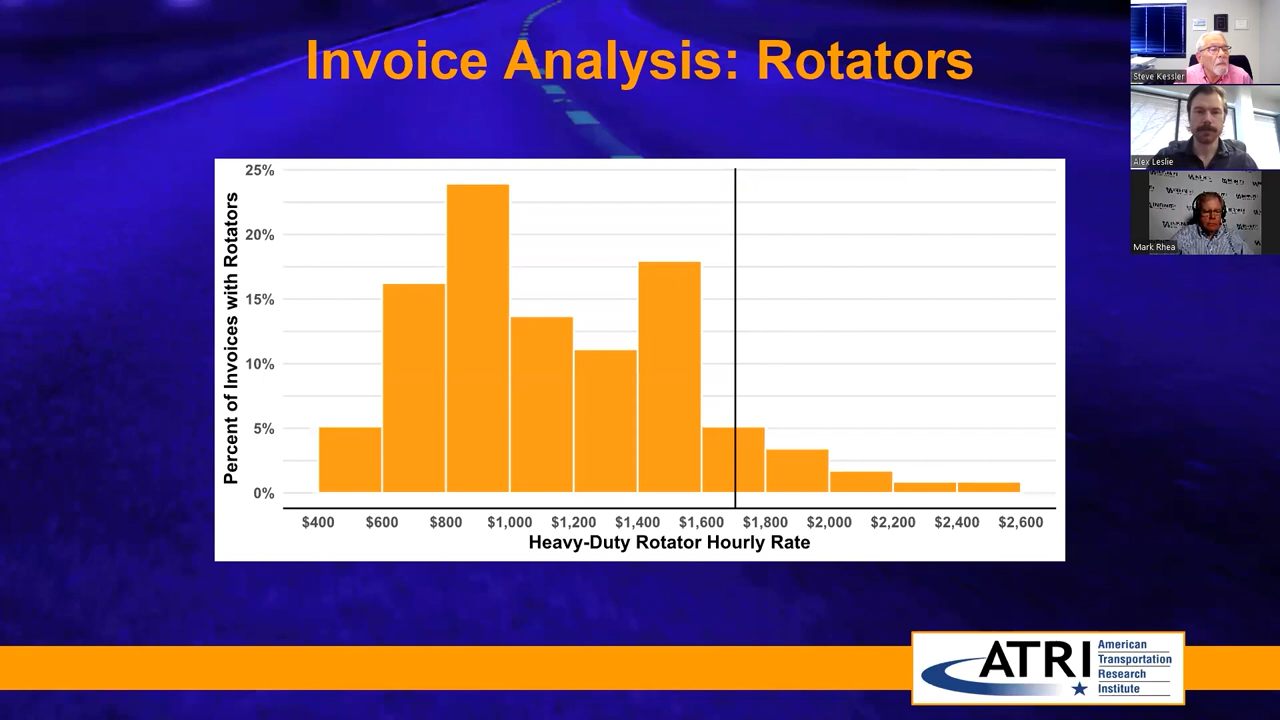 Invoice Analysis: Rotators
Steve Kessler
Alex Leslie
Mark Rhea
Percent of Invoices with Rotators
25%
20%
15%
10%
5%
0%
$400 $600 $800 $1,000 $1,200 $1,400 $1,600 $1,800 $2,000 $2,200 $2,400 $2,600
Heavy-Duty Rotator Hourly Rate
ATRI
American
Transportation
Research
Institute